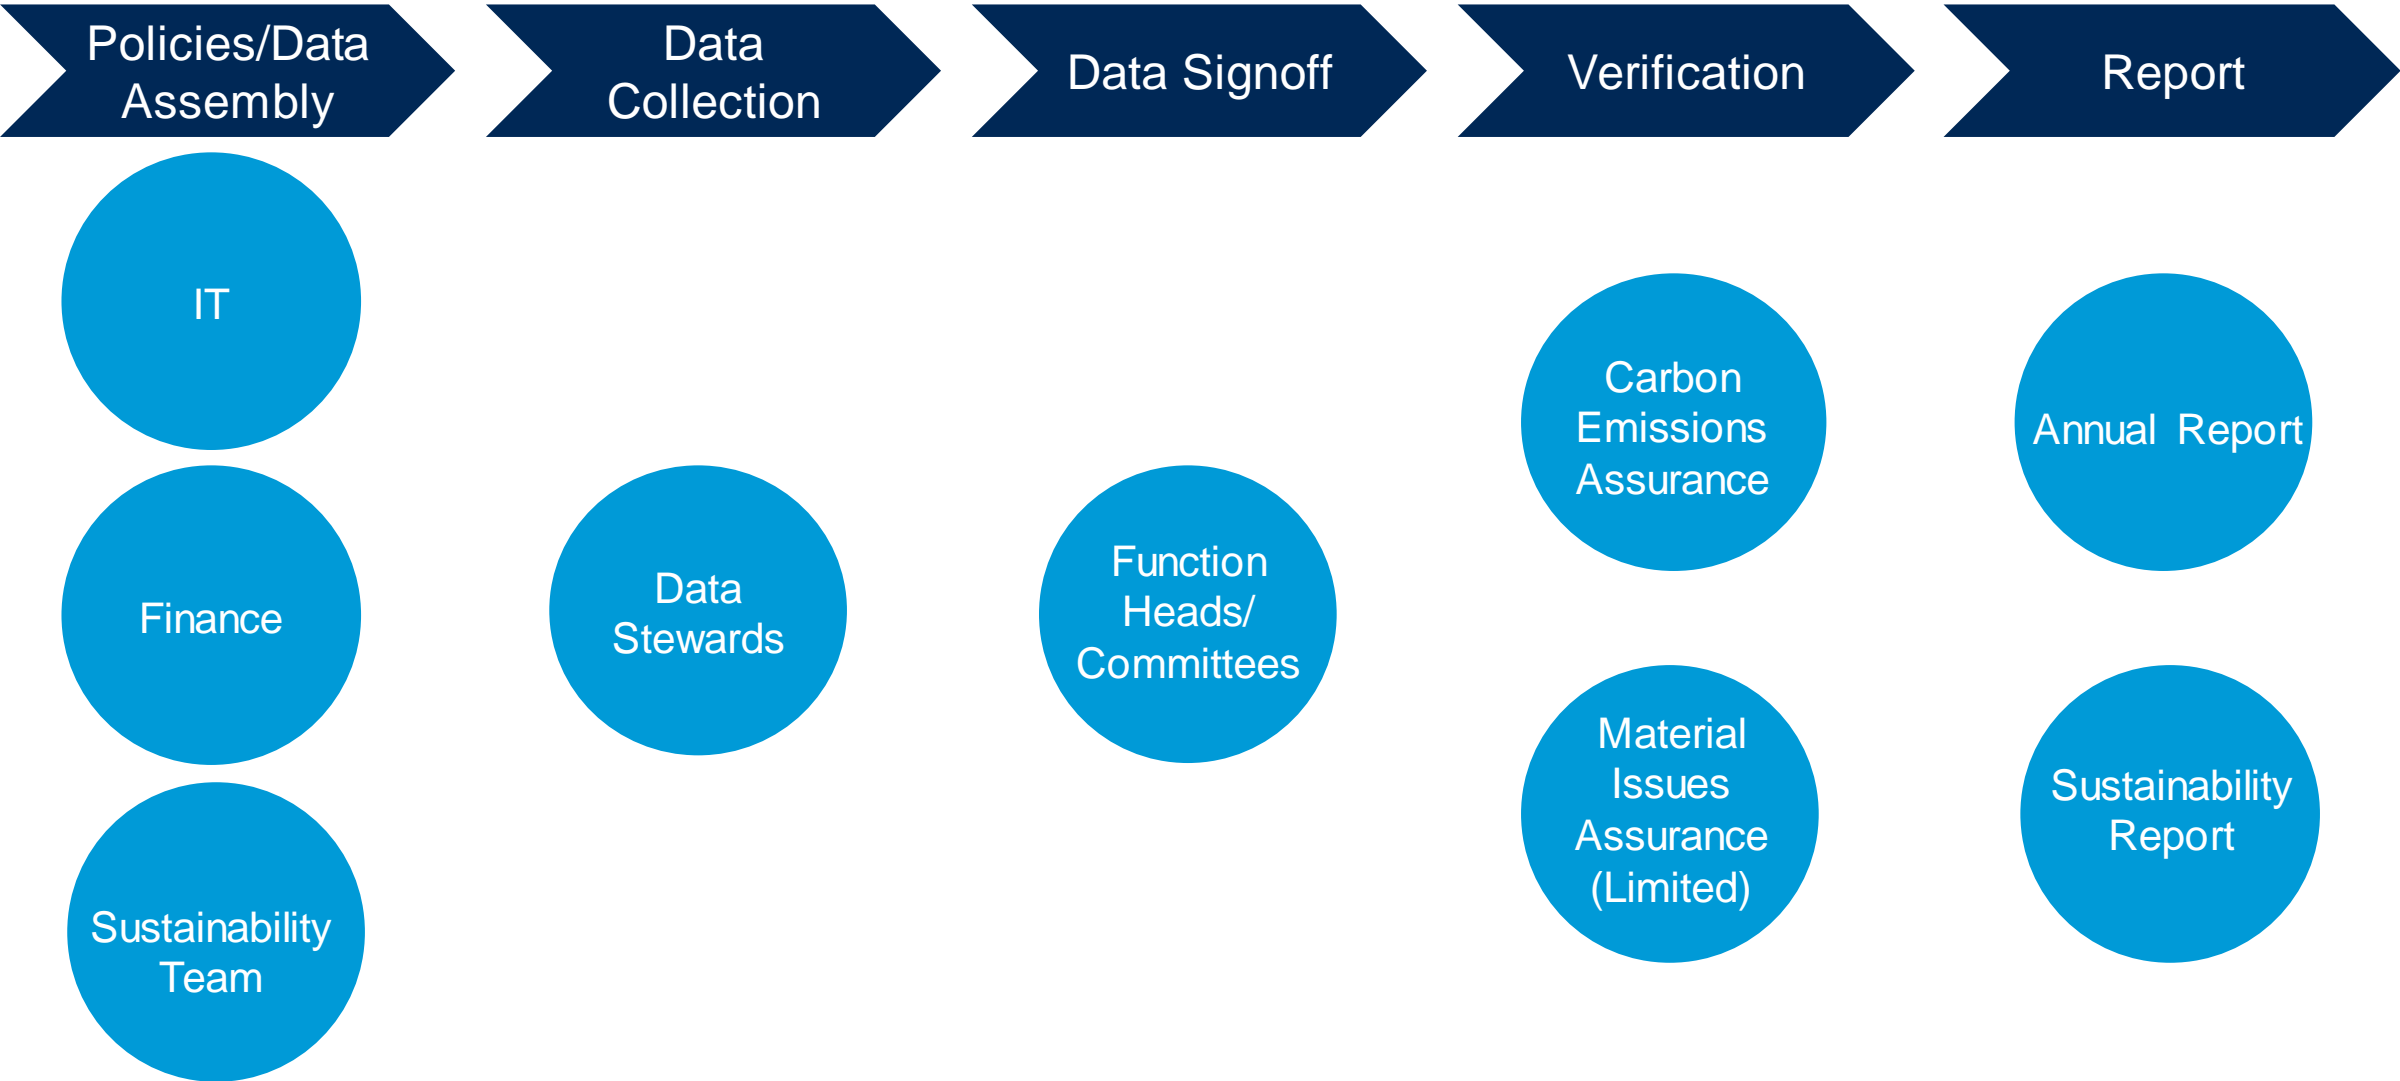 Policies/Data
Assembly
Data
Collection
Data Signoff
Verification
Report
IT
Finance
Sustainability
Team
Data
Stewards
Function
Heads/
Committees
Carbon
Emissions
Assurance
Material
Issues
Assurance
(Limited)
Annual Report
Sustainability
Report